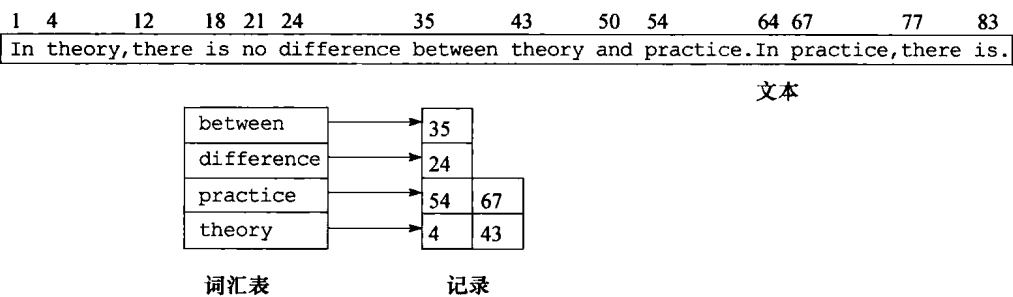 1 4 12 18 21 24 35 43 50 54 64 67 77 83
In theory,there is no difference between theory and practice.In practice,there is.
文本
between 35
difference 24
practice 54 67
theory 4 43
词汇表 记录